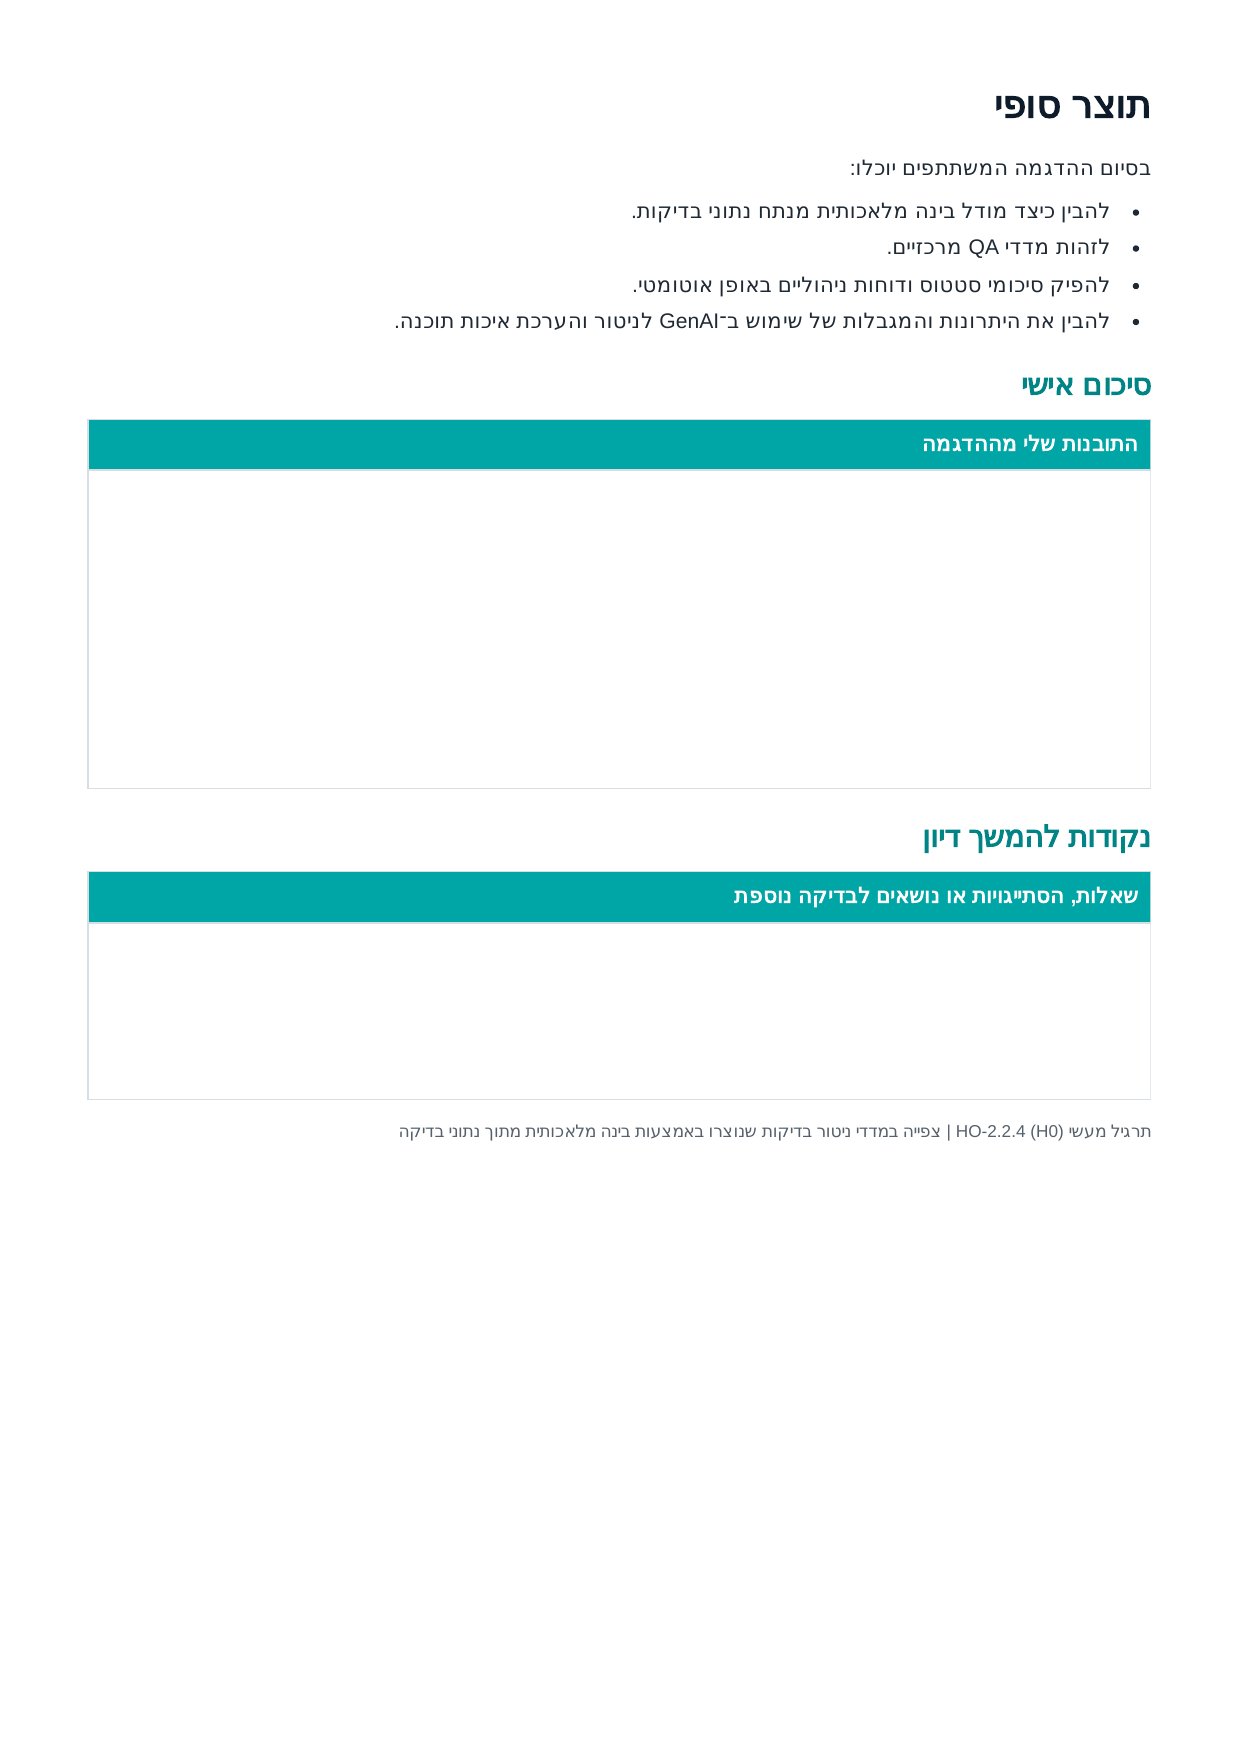 תוצר סופי
בסיום ההדגמה המשתתפים יוכלו:
• להבין כיצד מודל בינה מלאכותית מנתח נתוני בדיקות.
• לזהות מדדי QA מרכזיים.
• להפיק סיכומי סטטוס ודוחות ניהוליים באופן אוטומטי.
• להבין את היתרונות והמגבלות של שימוש ב־GenAI לניטור והערכת איכות תוכנה.
סיכום אישי
התובנות שלי מההדגמה
נקודות להמשך דיון
שאלות, הסתייגויות או נושאים לבדיקה נוספת
תרגיל מעשי HO-2.2.4 (H0) | צפייה במדדי ניטור בדיקות שנוצרו באמצעות בינה מלאכותית מתוך נתוני בדיקה